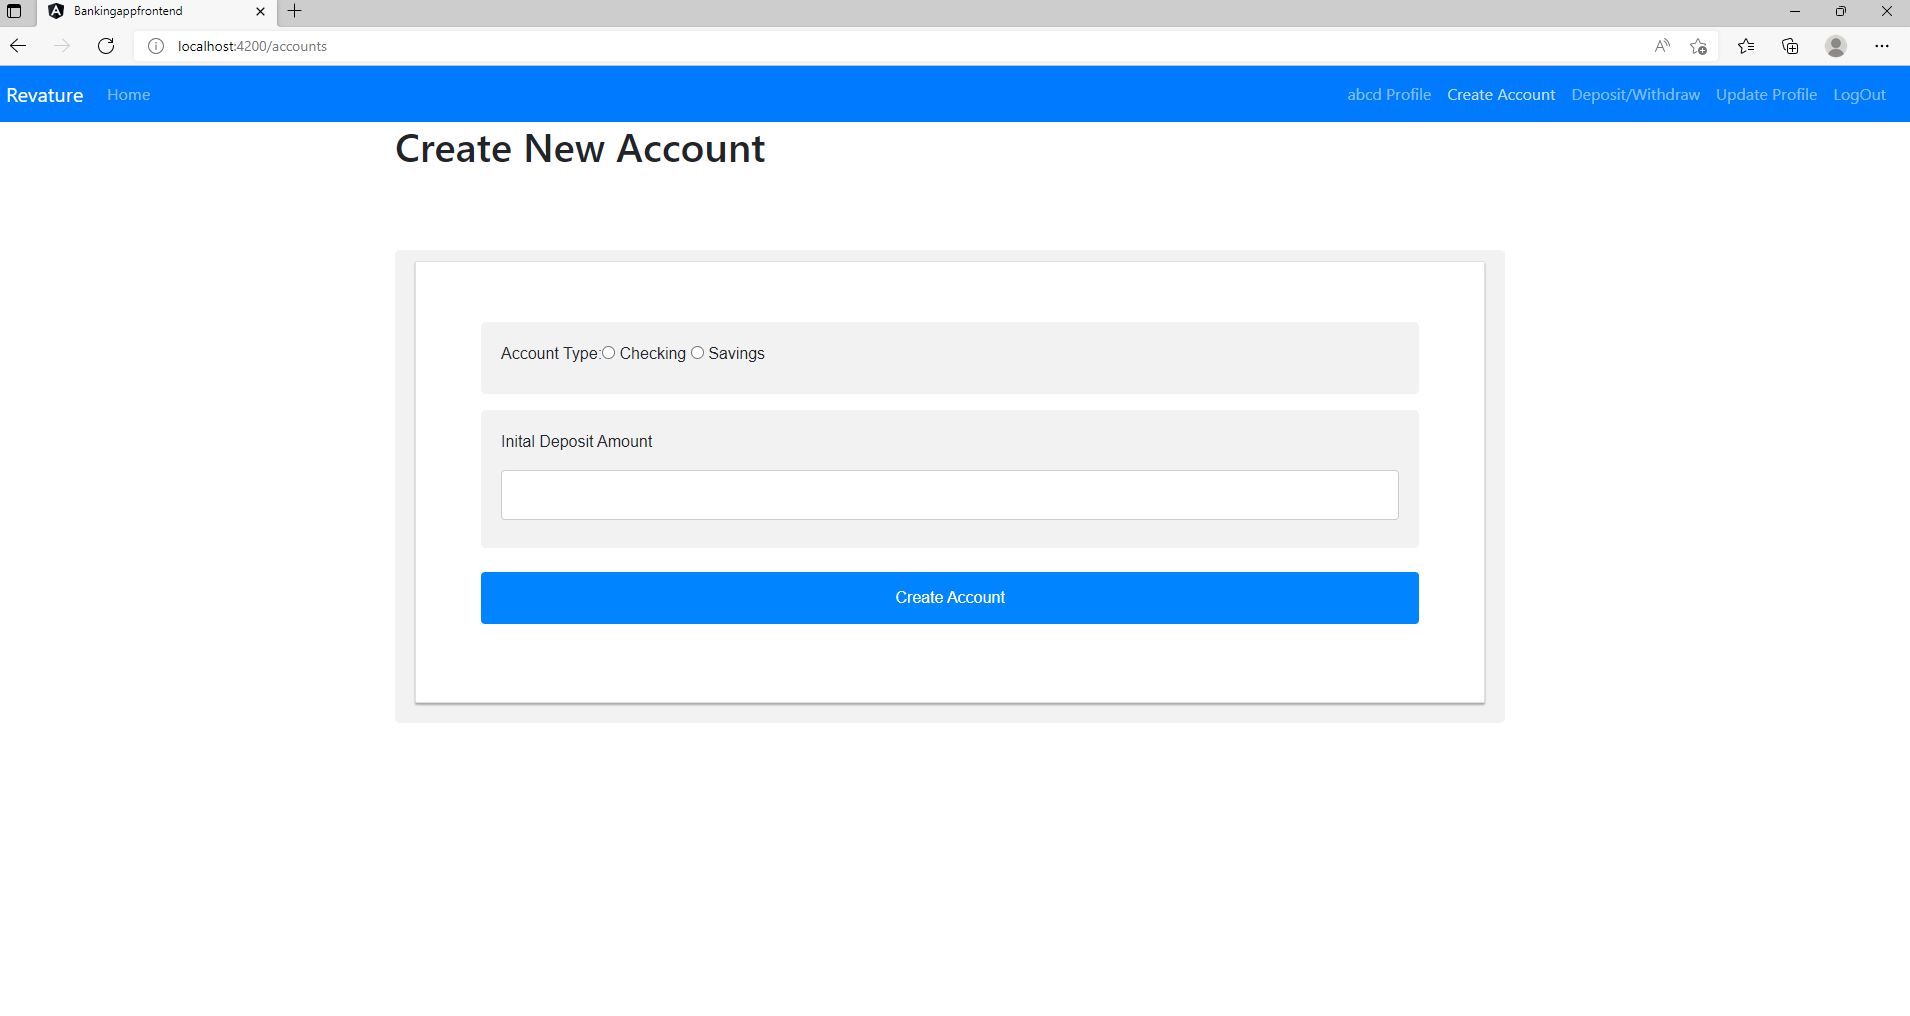 Bankingappfrontend
localhost:4200/accounts
Revature Home abcd Profile Create Account Deposit/Withdraw Update Profile LogOut
Create New Account
Account Type: Checking Savings
Inital Deposit Amount
Create Account